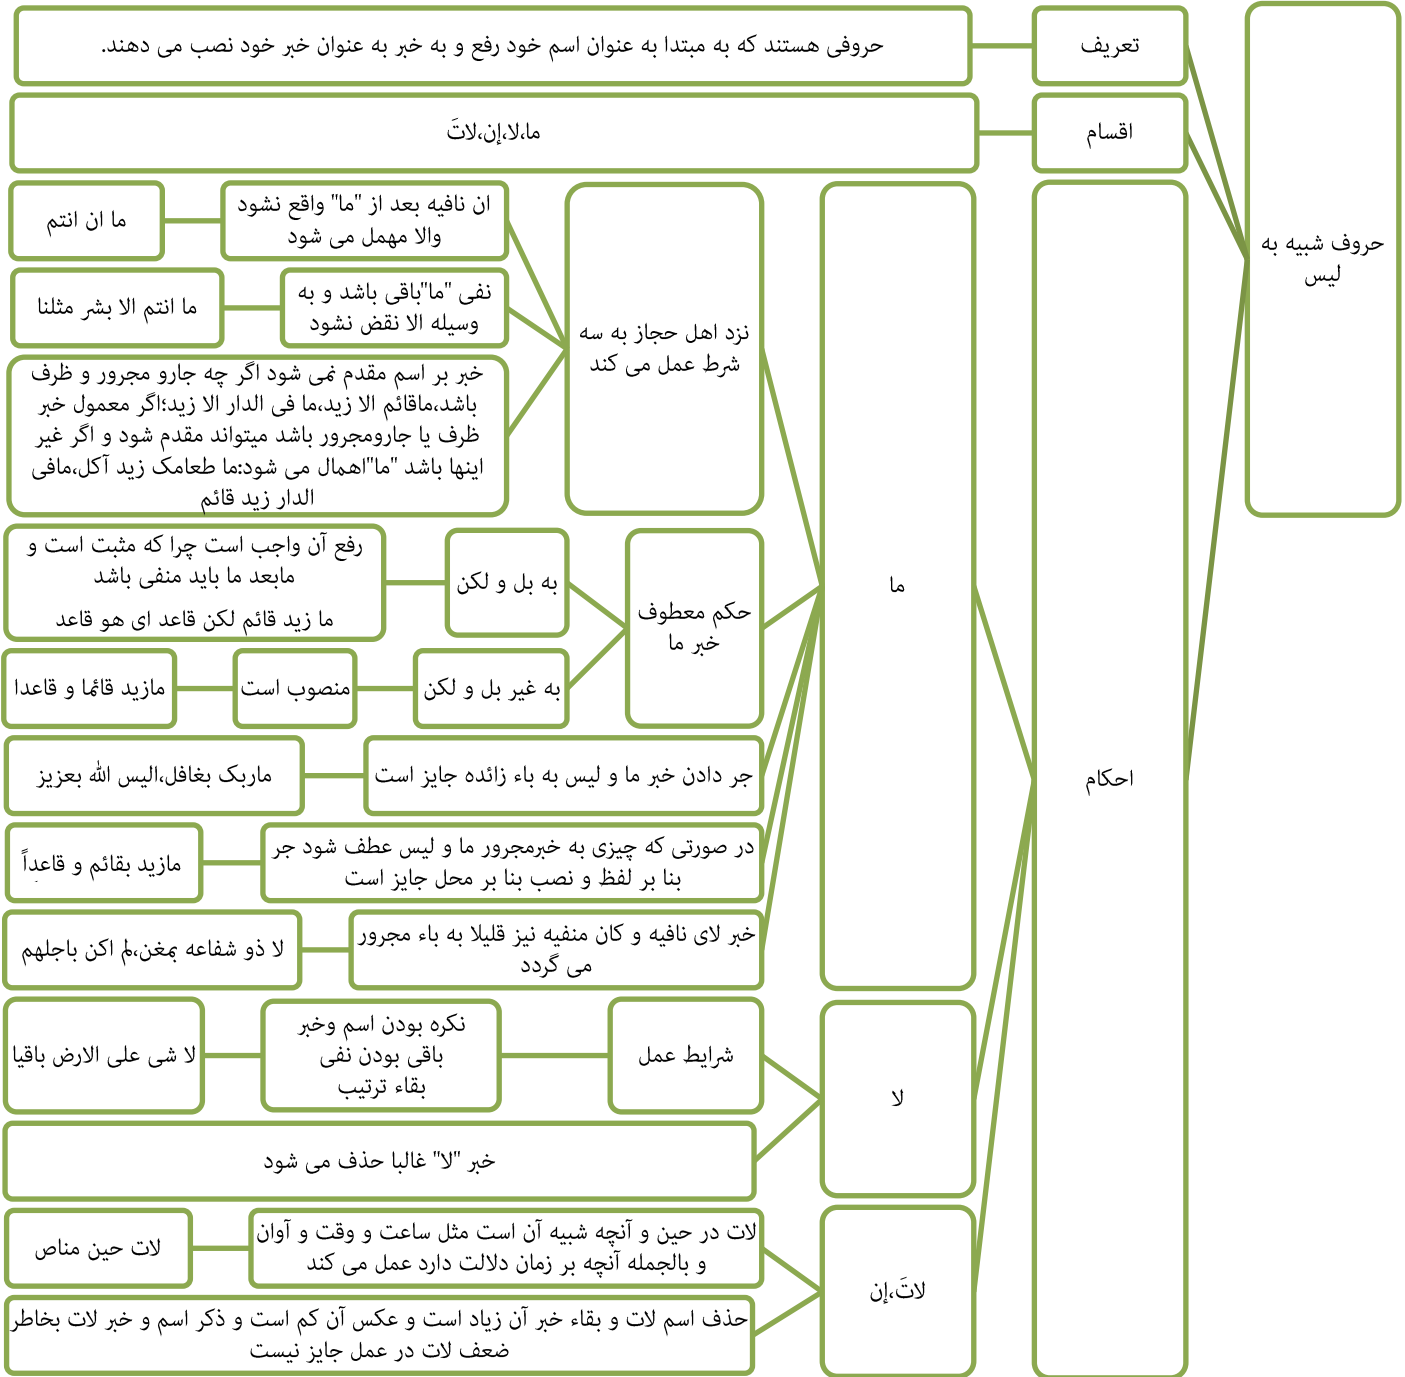 حروف شبیه به
لیس
تعریف
حروفی هستند که به مبتدا به عنوان اسم خود رفع و به خبر به عنوان خبر خود نصب می دهند.
اقسام
ما،لا،إن،لاتَ
احکام
ما
نزد اهل حجاز به سه
شرط عمل می کند
ان نافیه بعد از "ما" واقع نشود
والا مهمل می شود
ما ان انتم
نفی "ما"باقی باشد و به
وسیله الا نقض نشود
ما انتم الا بشر مثلنا
خبر بر اسم مقدم نمی شود اگر چه جارو مجرور و ظرف
باشد،ماقائم الا زید،ما فی الدار الا زید؛اگر معمول خبر
ظرف یا جارومجرور باشد میتواند مقدم شود و اگر غیر
اینها باشد "ما"اهمال می شود:ما طعامک زید آکل،مافی
الدار زید قائم
حکم معطوف
خبر ما
به بل و لکن
رفع آن واجب است چرا که مثبت است و
مابعد ما باید منفی باشد
ما زید قائم لکن قاعد ای هو قاعد
به غیر بل و لکن
منصوب است
مازید قائما و قاعدا
جر دادن خبر ما و لیس به باء زائده جایز است
ماربک بغافل،الیس الله بعزیز
در صورتی که چیزی به خبرمجرور ما و لیس عطف شود جر
بنا بر لفظ و نصب بنا بر محل جایز است
مازید بقائم و قاعداً
خبر لای نافیه و کان منفیه نیز قلیلا به باء مجرور
می گردد
لا ذو شفاعه بمغن،لم اکن باجلهم
لا
شرایط عمل
نکره بودن اسم وخبر
باقی بودن نفی
بقاء ترتیب
لا شی علی الارض باقیا
خبر "لا" غالبا حذف می شود
لاتَ،إن
لات در حین و آنچه شبیه آن است مثل ساعت و وقت و آوان
و بالجمله آنچه بر زمان دلالت دارد عمل می کند
لات حین مناص
حذف اسم لات و بقاء خبر آن زیاد است و عکس آن کم است و ذکر اسم و خبر لات بخاطر
ضعف لات در عمل جایز نیست